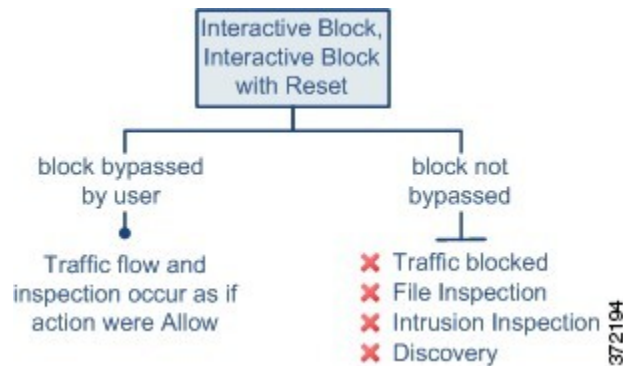 Interactive Block,
Interactive Block
with Reset
block bypassed
by user
Traffic flow and
inspection occur as if
action were Allow
block not
bypassed
Traffic blocked
File Inspection
Intrusion Inspection
Discovery
372194